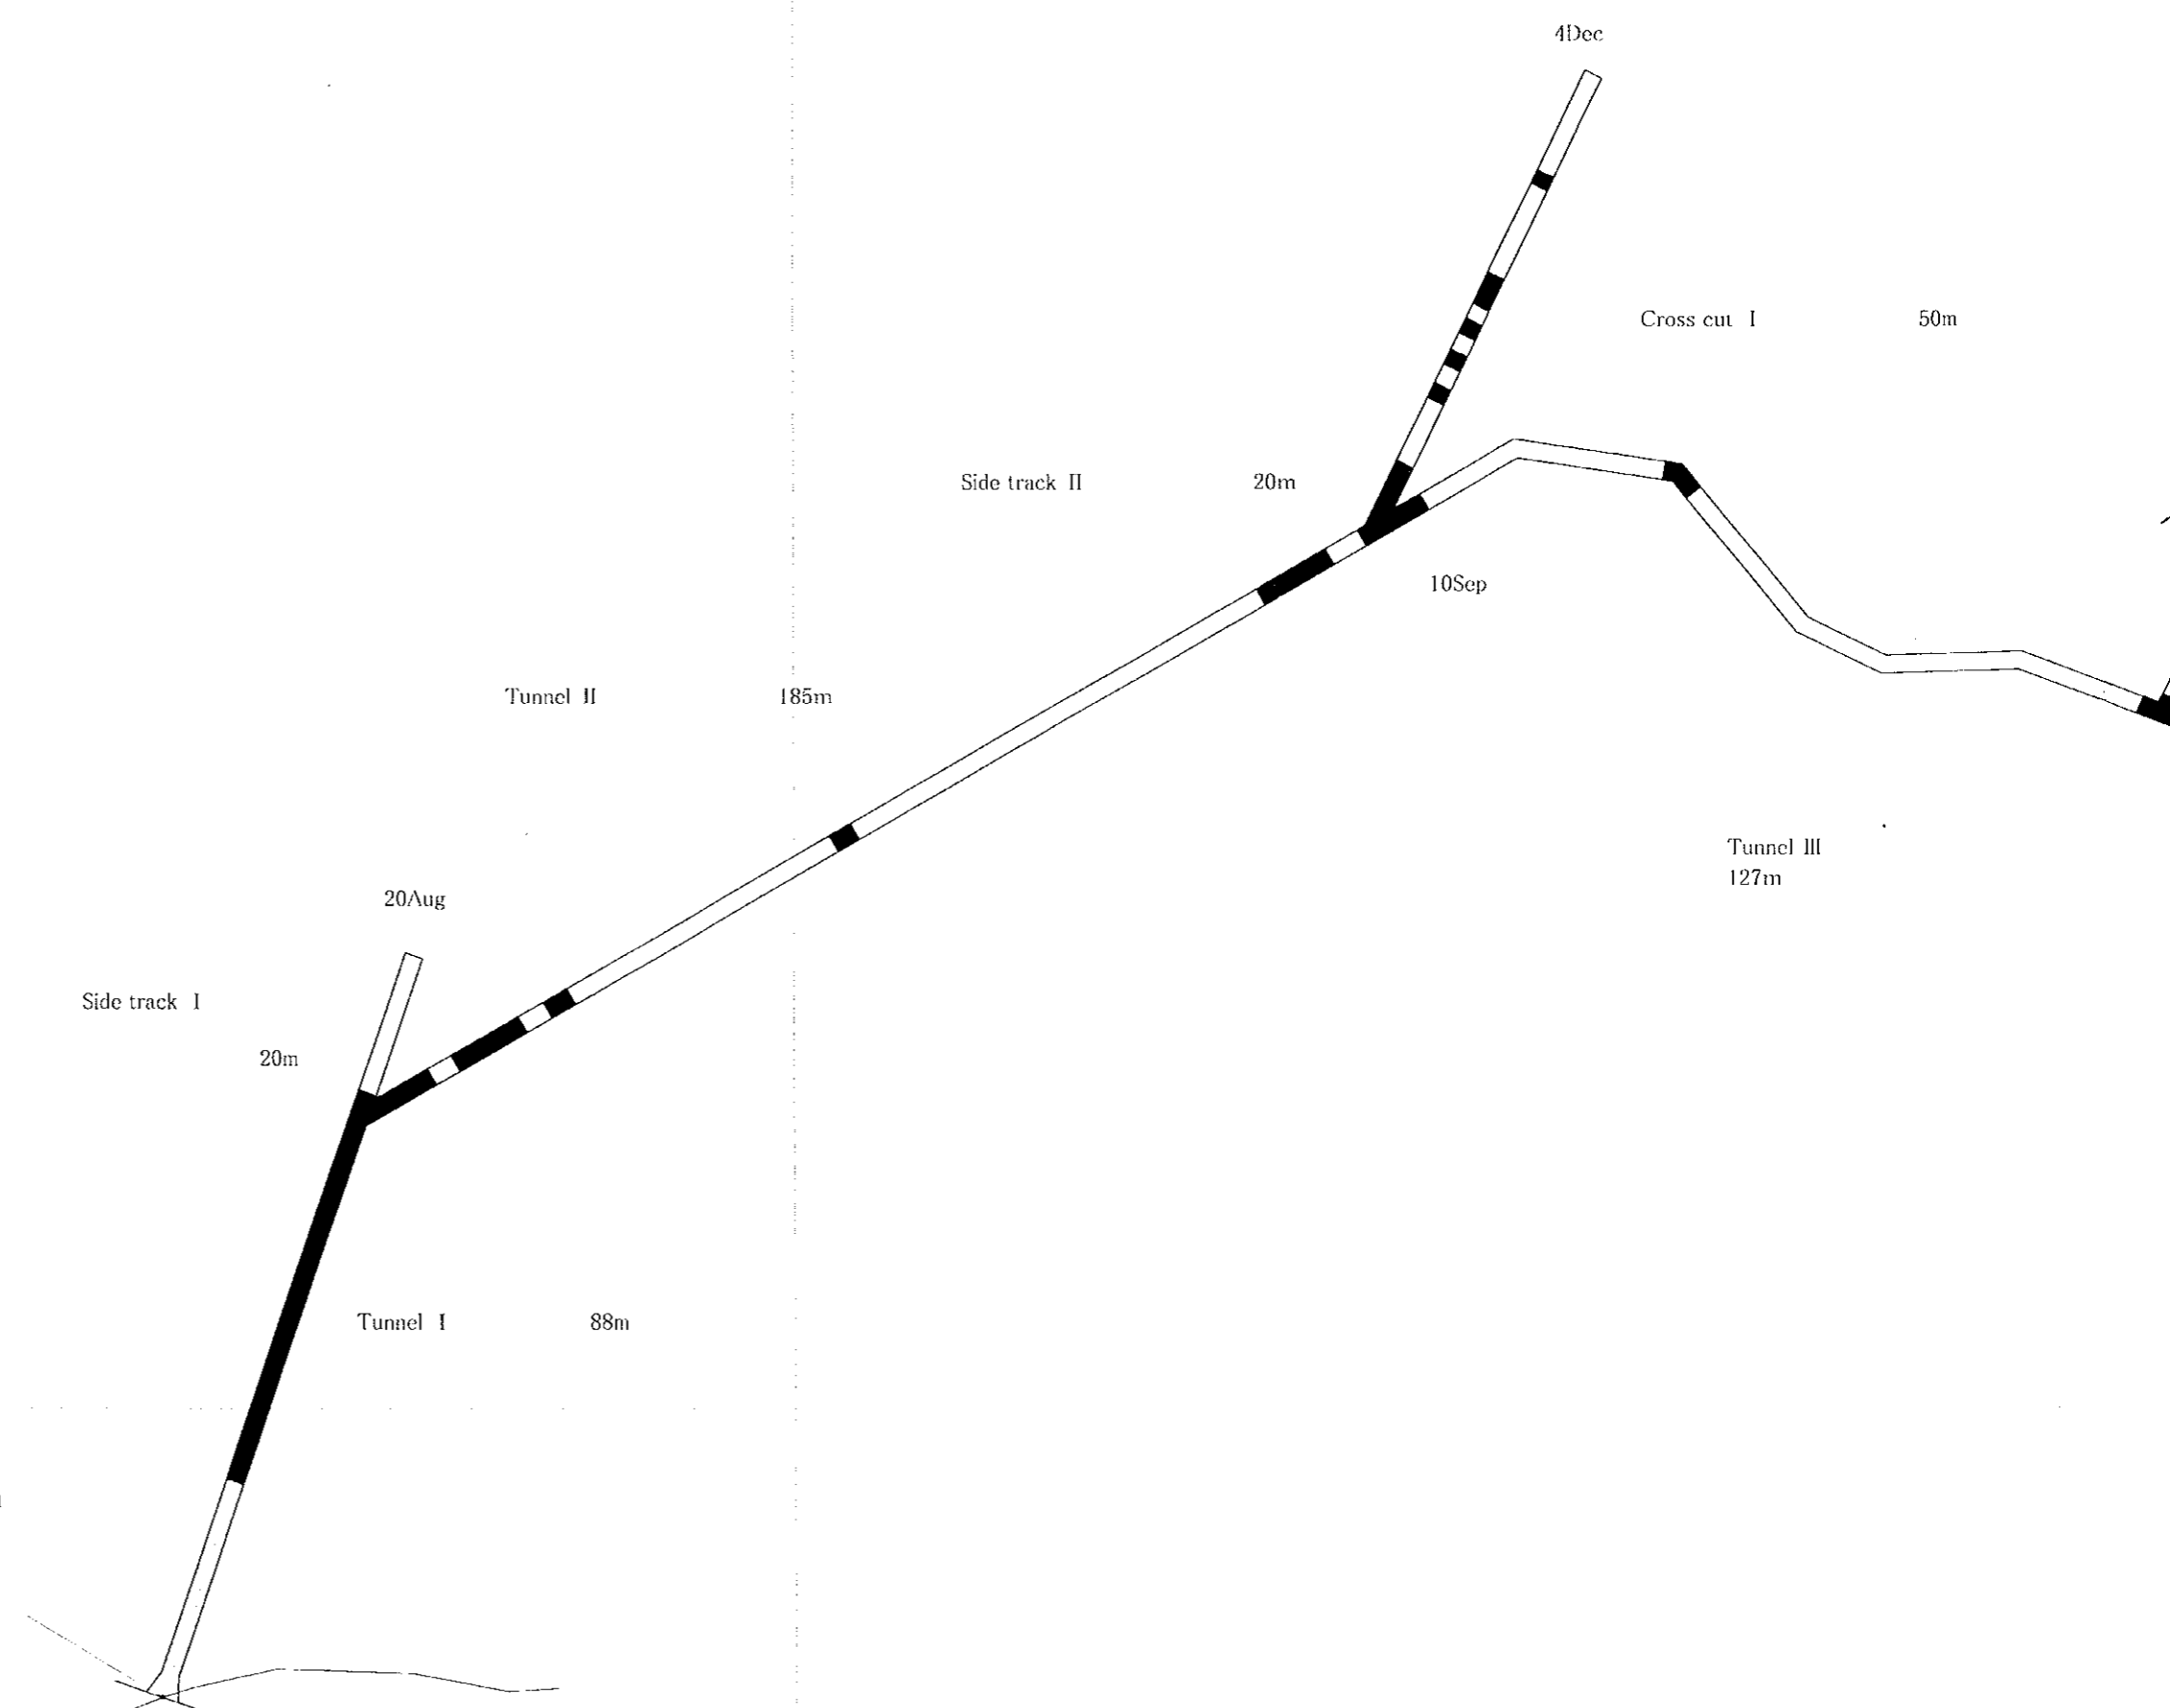 4Dec
Cross cut I 50m
Side track II 20m
10Sep
Tunnel II 185m
Tunnel III
127m
20Aug
Side track I
20m
Tunnel I 88m